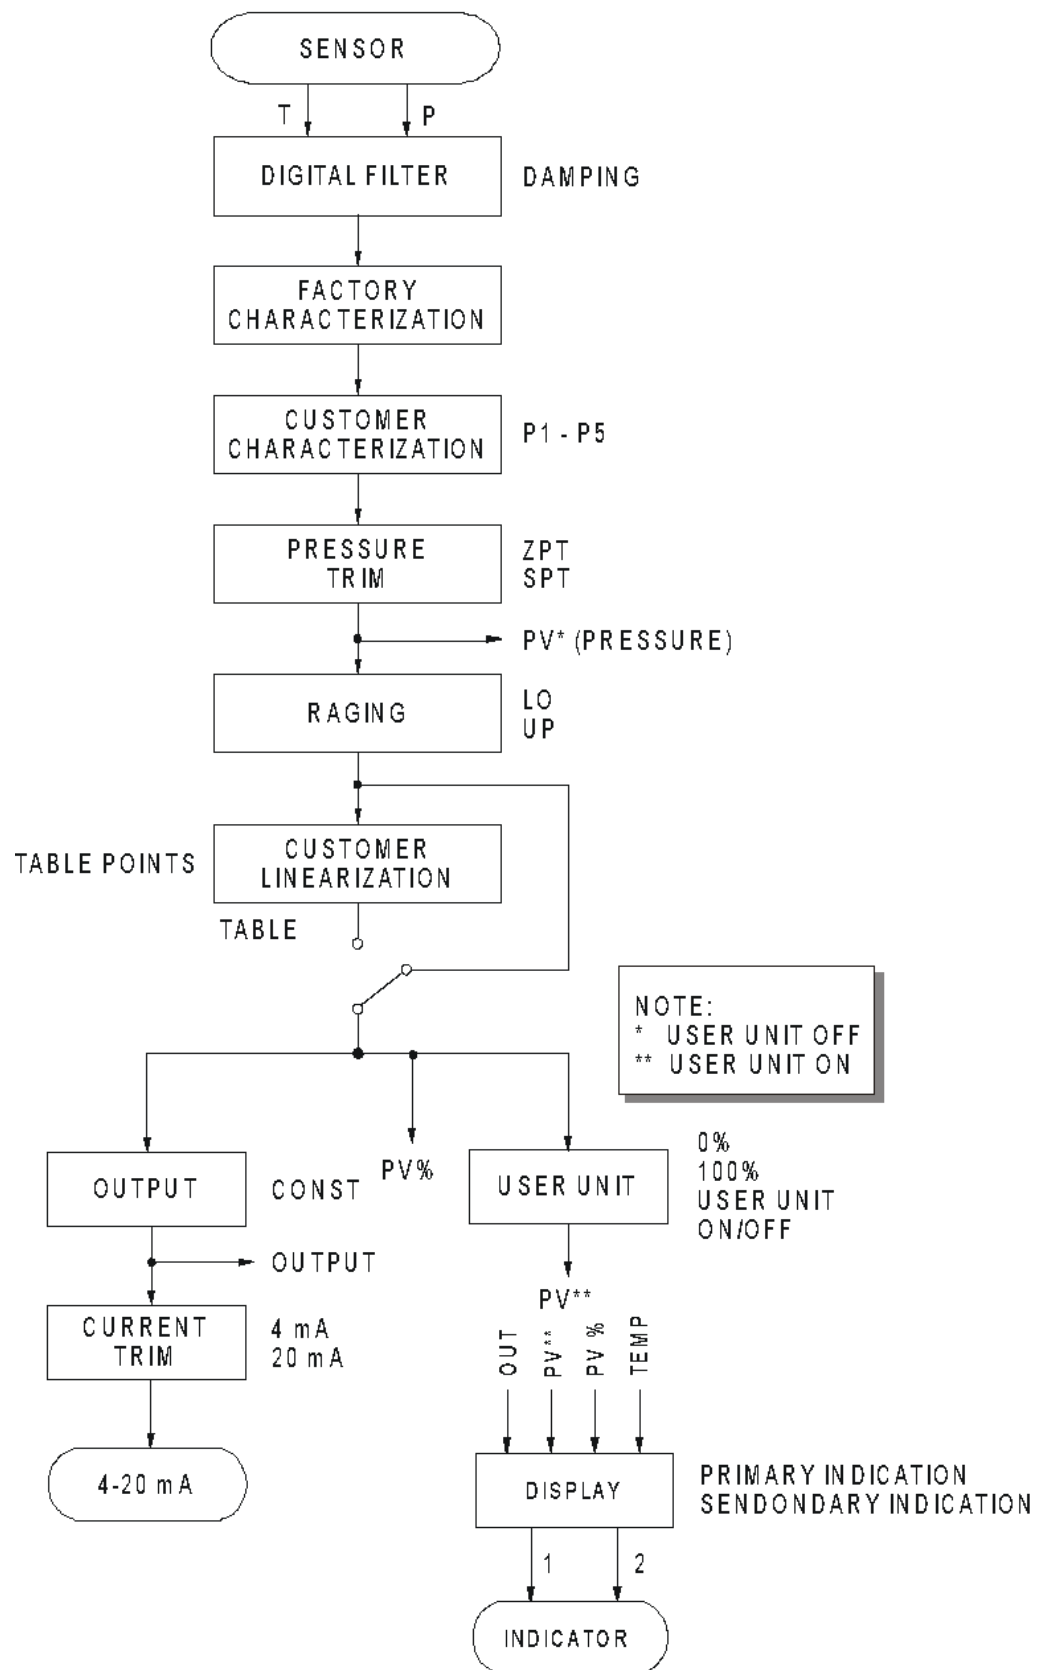 SENSOR
T
P
DIGITAL FILTER
DAMPING
FACTORY
CHARACTERIZATION
CUSTOMER
CHARACTERIZATION
P1 - P5
PRESSURE
TRIM
ZPT
SPT
PV* (PRESSURE)
RAGING
LO
UP
TABLE POINTS
CUSTOMER
LINEARIZATION
TABLE
NOTE:
* USER UNIT OFF
** USER UNIT ON
OUTPUT
CONST
PV%
USER UNIT
0%
100%
USER UNIT
ON/OFF
OUTPUT
PV**
CURRENT
TRIM
4 mA
20 mA
OUT
PV**
PV%
TEMP
4-20 mA
DISPLAY
PRIMARY INDICATION
SENDONDARY INDICATION
1
2
INDICATOR